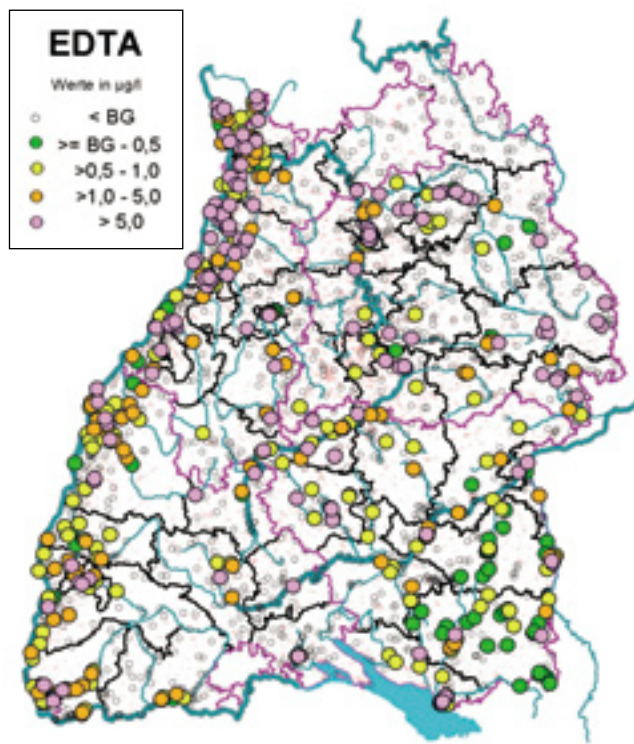 EDTA
Werte in µg/l
< BG
>= BG - 0,5
>0,5 - 1,0
>1,0 - 5,0
> 5,0